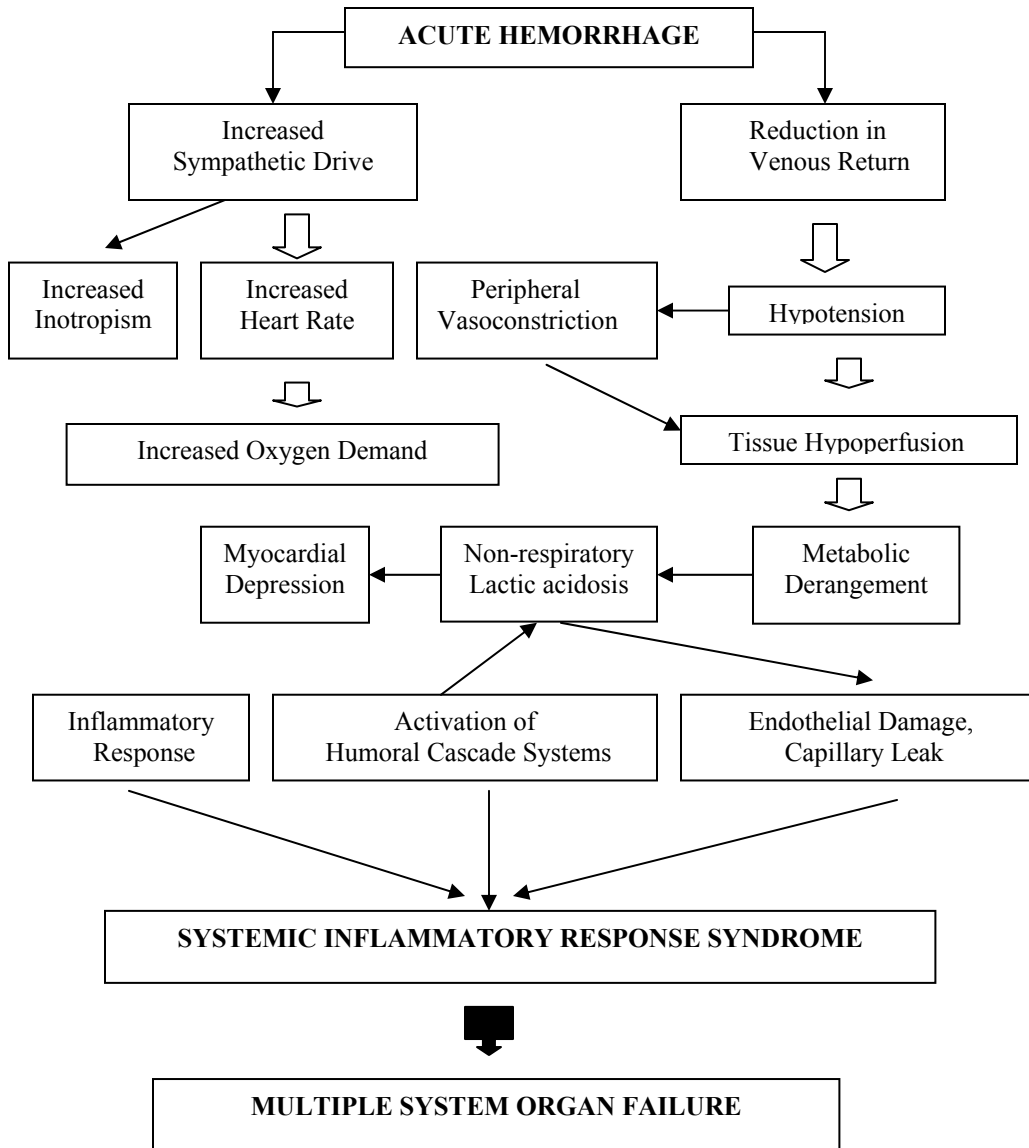 ACUTE HEMORRHAGE
Increased
Sympathetic Drive
Reduction in
Venous Return
Increased
Inotropism
Increased
Heart Rate
Peripheral
Vasoconstriction
Hypotension
Increased Oxygen Demand
Tissue Hypoperfusion
Myocardial
Depression
Non-respiratory
Lactic acidosis
Metabolic
Derangement
Inflammatory
Response
Activation of
Humoral Cascade Systems
Endothelial Damage,
Capillary Leak
SYSTEMIC INFLAMMATORY RESPONSE SYNDROME
MULTIPLE SYSTEM ORGAN FAILURE